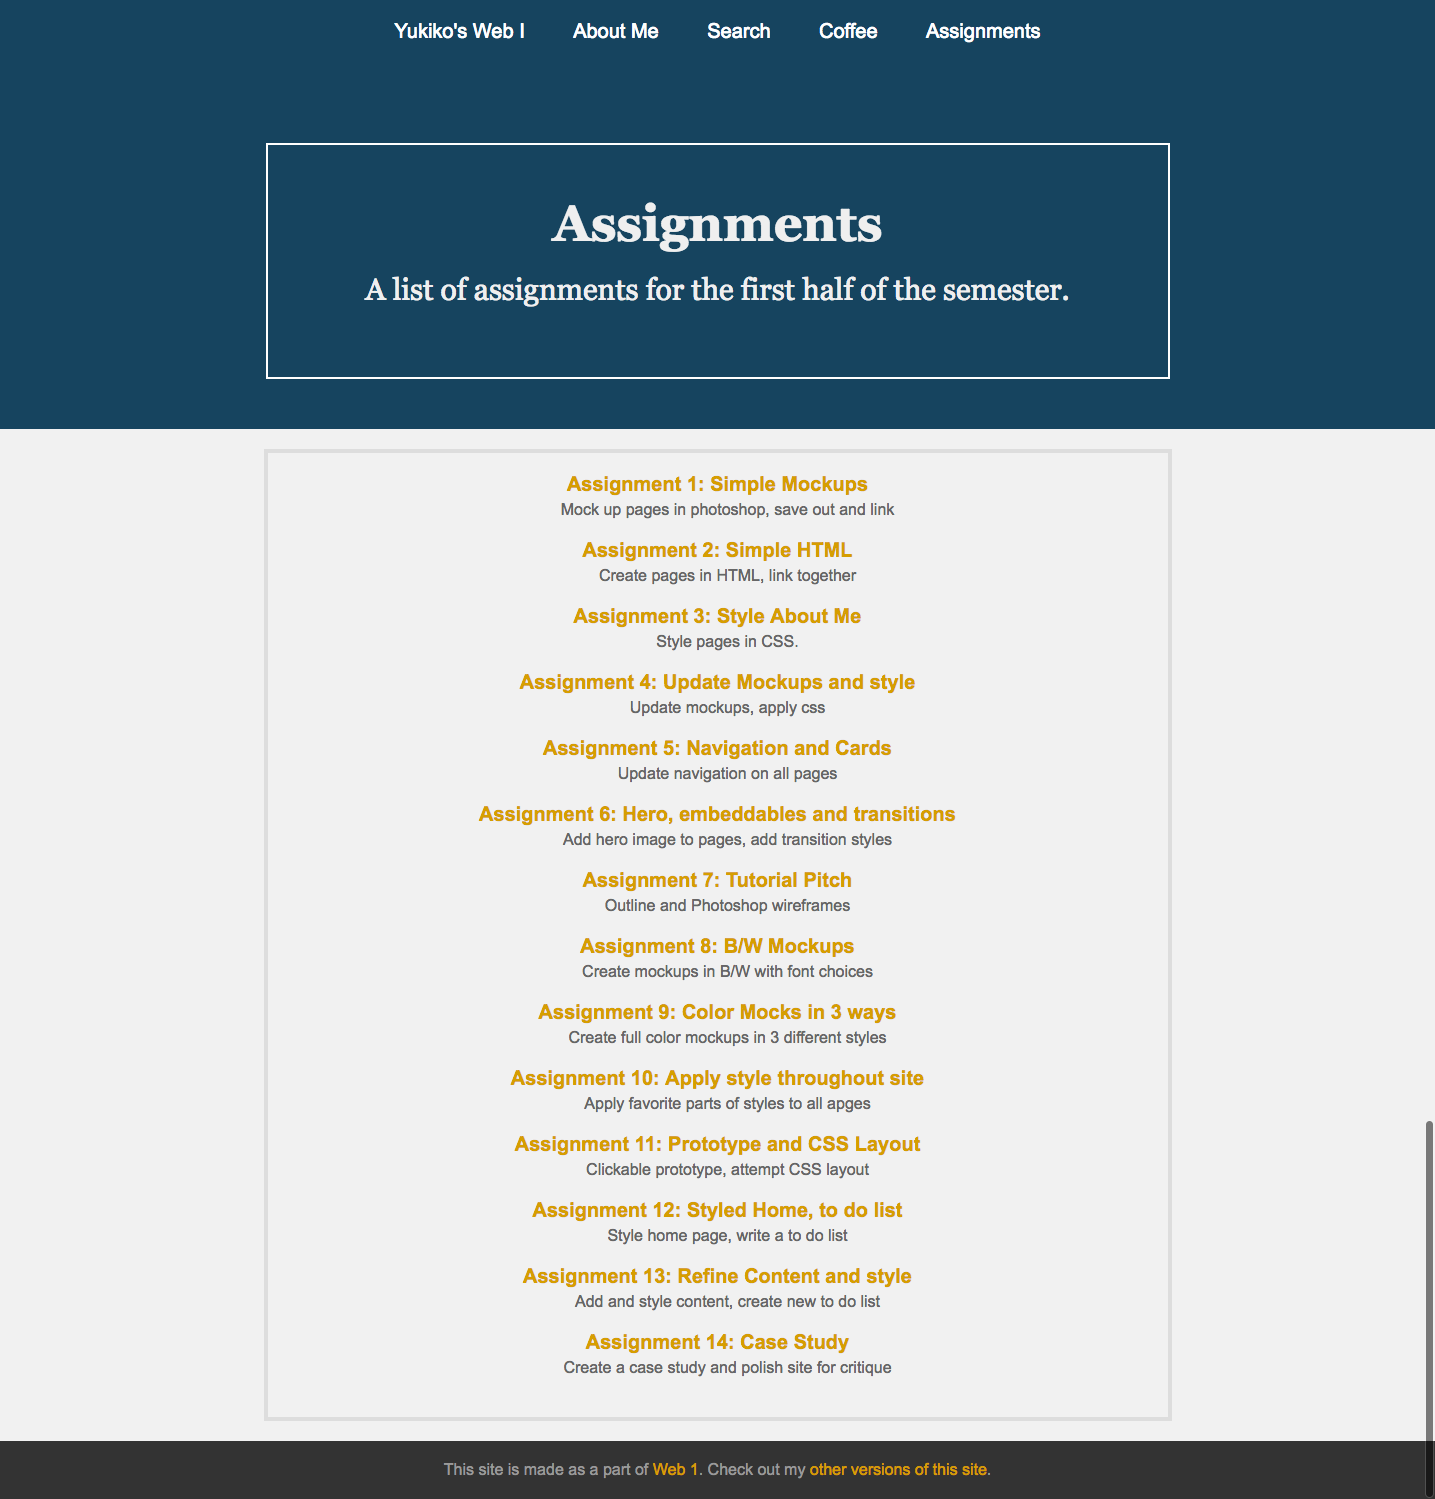 Yukiko's Web I About Me Search Coffee Assignments
Assignments
A list of assignments for the first half of the semester.
Assignment 1: Simple Mockups
Mock up pages in photoshop, save out and link
Assignment 2: Simple HTML
Create pages in HTML, link together
Assignment 3: Style About Me
Style pages in CSS.
Assignment 4: Update Mockups and style
Update mockups, apply css
Assignment 5: Navigation and Cards
Update navigation on all pages
Assignment 6: Hero, embeddables and transitions
Add hero image to pages, add transition styles
Assignment 7: Tutorial Pitch
Outline and Photoshop wireframes
Assignment 8: B/W Mockups
Create mockups in B/W with font choices
Assignment 9: Color Mocks in 3 ways
Create full color mockups in 3 different styles
Assignment 10: Apply style throughout site
Apply favorite parts of styles to all apges
Assignment 11: Prototype and CSS Layout
Clickable prototype, attempt CSS layout
Assignment 12: Styled Home, to do list
Style home page, write a to do list
Assignment 13: Refine Content and style
Add and style content, create new to do list
Assignment 14: Case Study
Create a case study and polish site for critique
This site is made as a part of Web 1. Check out my other versions of this site.